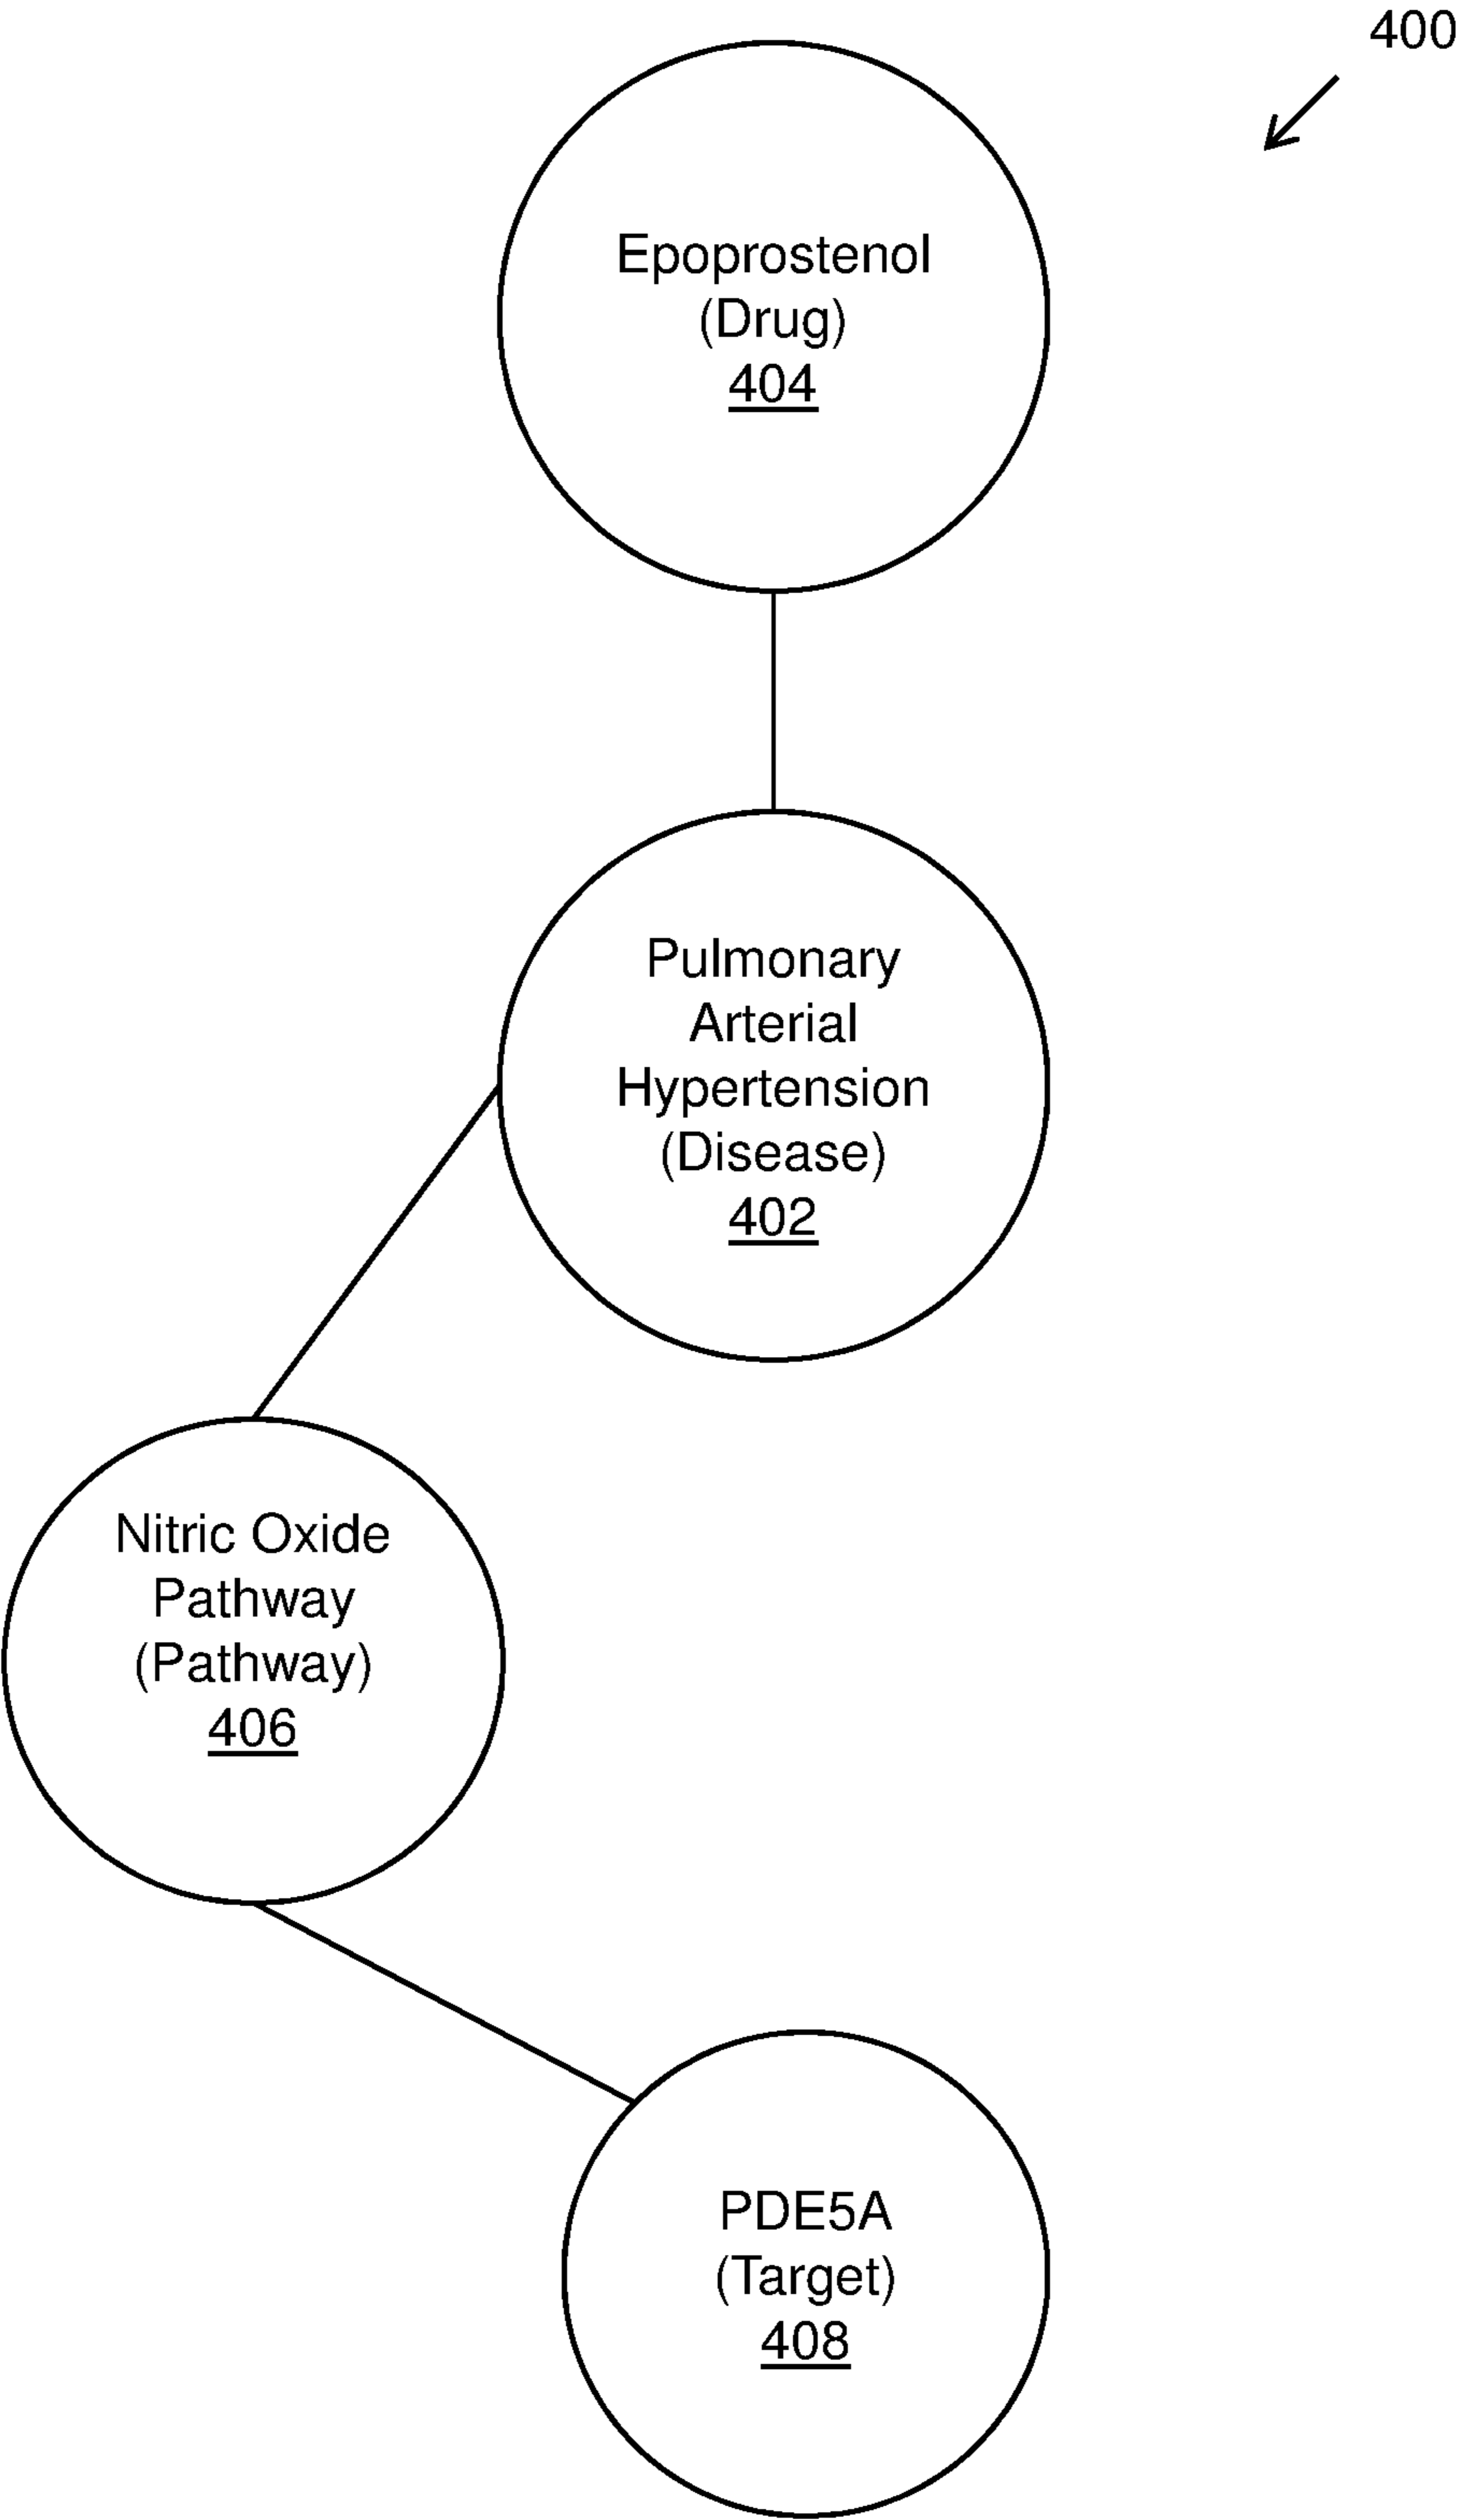 400
Epoprostenol
(Drug)
404
Pulmonary
Arterial
Hypertension
(Disease)
402
Nitric Oxide
Pathway
(Pathway)
406
PDE5A
(Target)
408